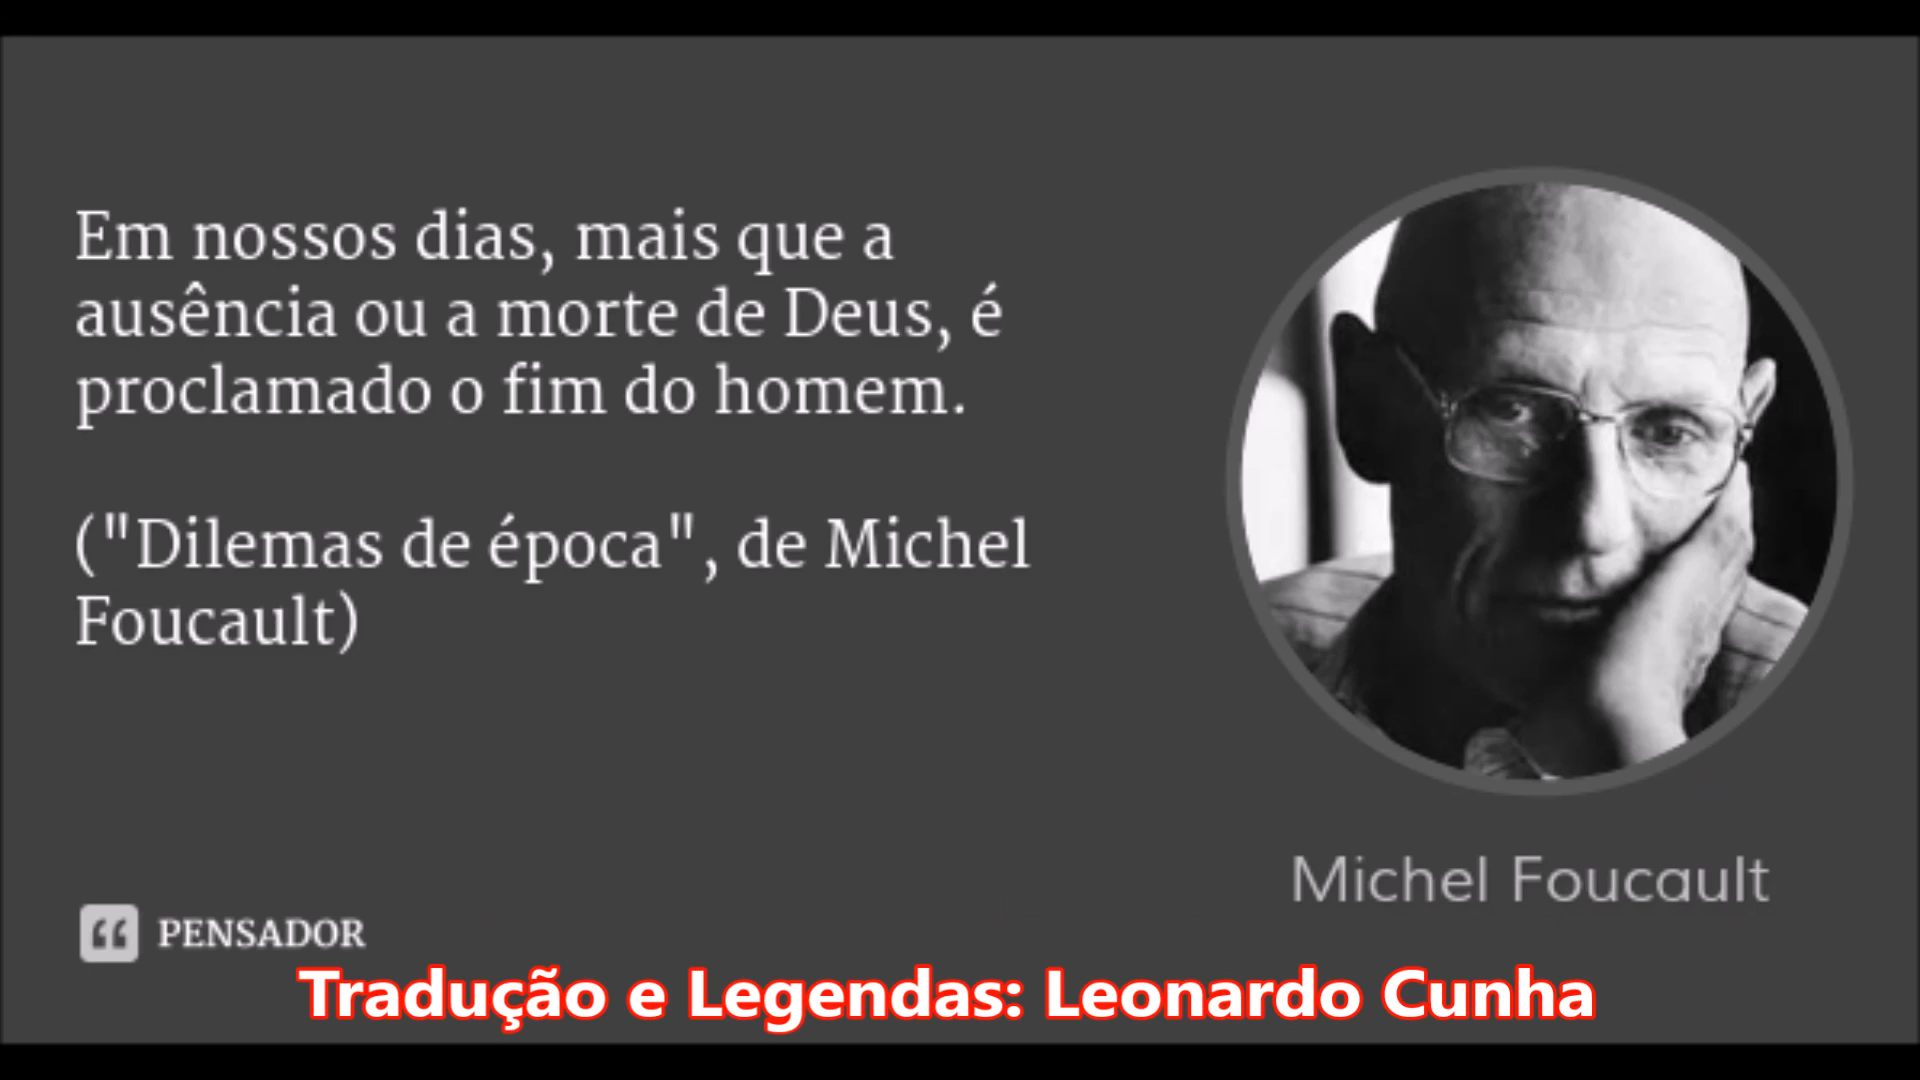 Em nossos dias, mais que a
ausência ou a morte de Deus, é
proclamado o fim do homem.
("Dilemas de época", de Michel
Foucault)
Michel Foucault
PENSADOR
Tradução e Legendas: Leonardo Cunha